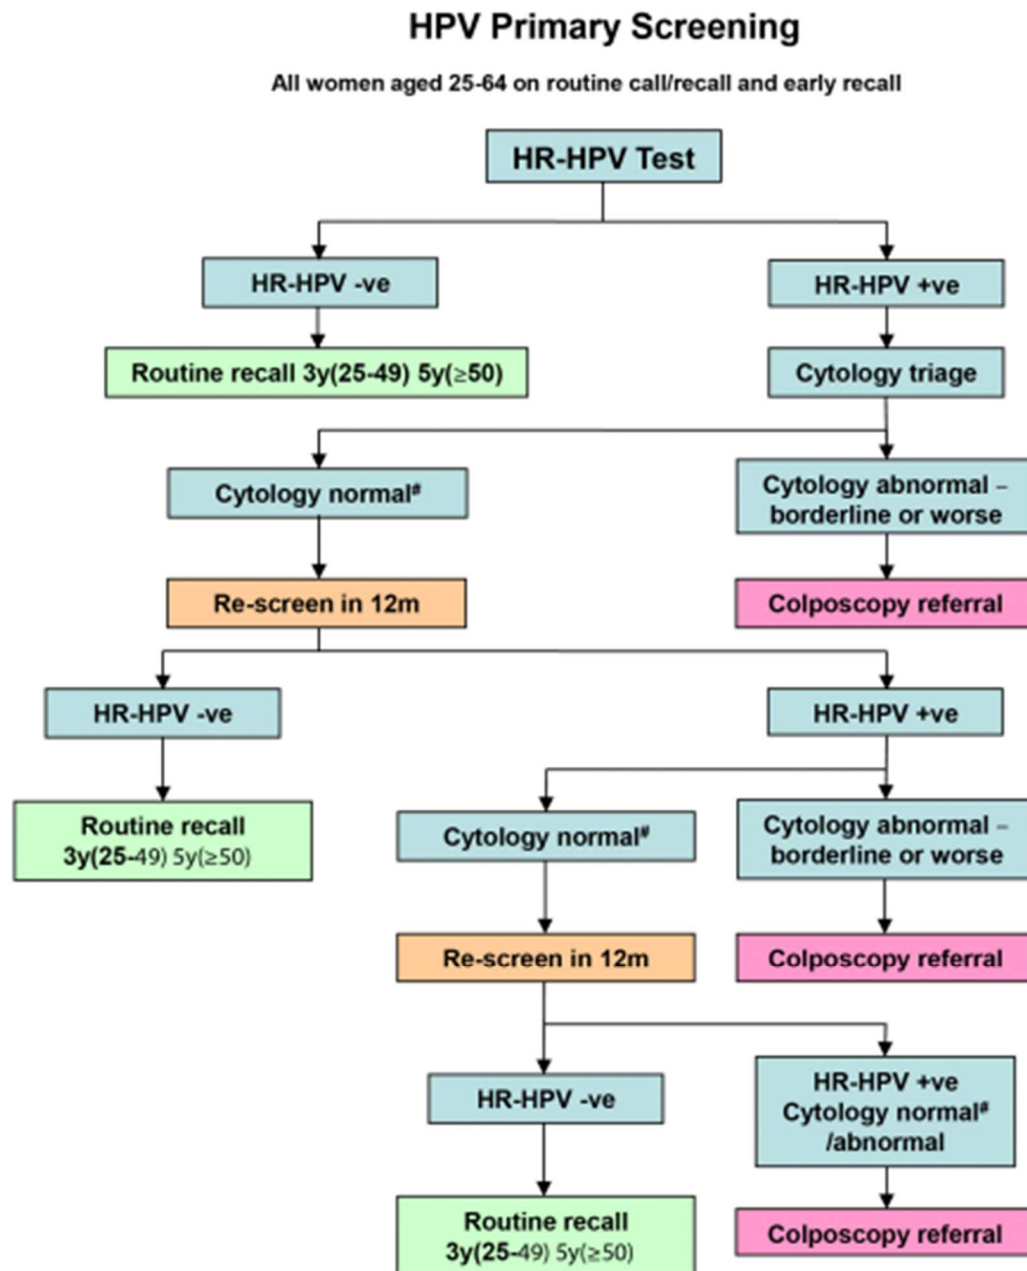 HPV Primary Screening
All women aged 25-64 on routine call/recall and early recall
HR-HPV Test
HR-HPV -ve
HR-HPV +ve
Routine recall 3y(25-49) 5y(≥50)
Cytology triage
Cytology normal#
Cytology abnormal –
borderline or worse
Re-screen in 12m
Colposcopy referral
HR-HPV -ve
HR-HPV +ve
Routine recall
3y(25-49) 5y(≥50)
Cytology normal#
Cytology abnormal –
borderline or worse
Re-screen in 12m
Colposcopy referral
HR-HPV -ve
HR-HPV +ve
Cytology normal#
/abnormal
Routine recall
3y(25-49) 5y(≥50)
Colposcopy referral